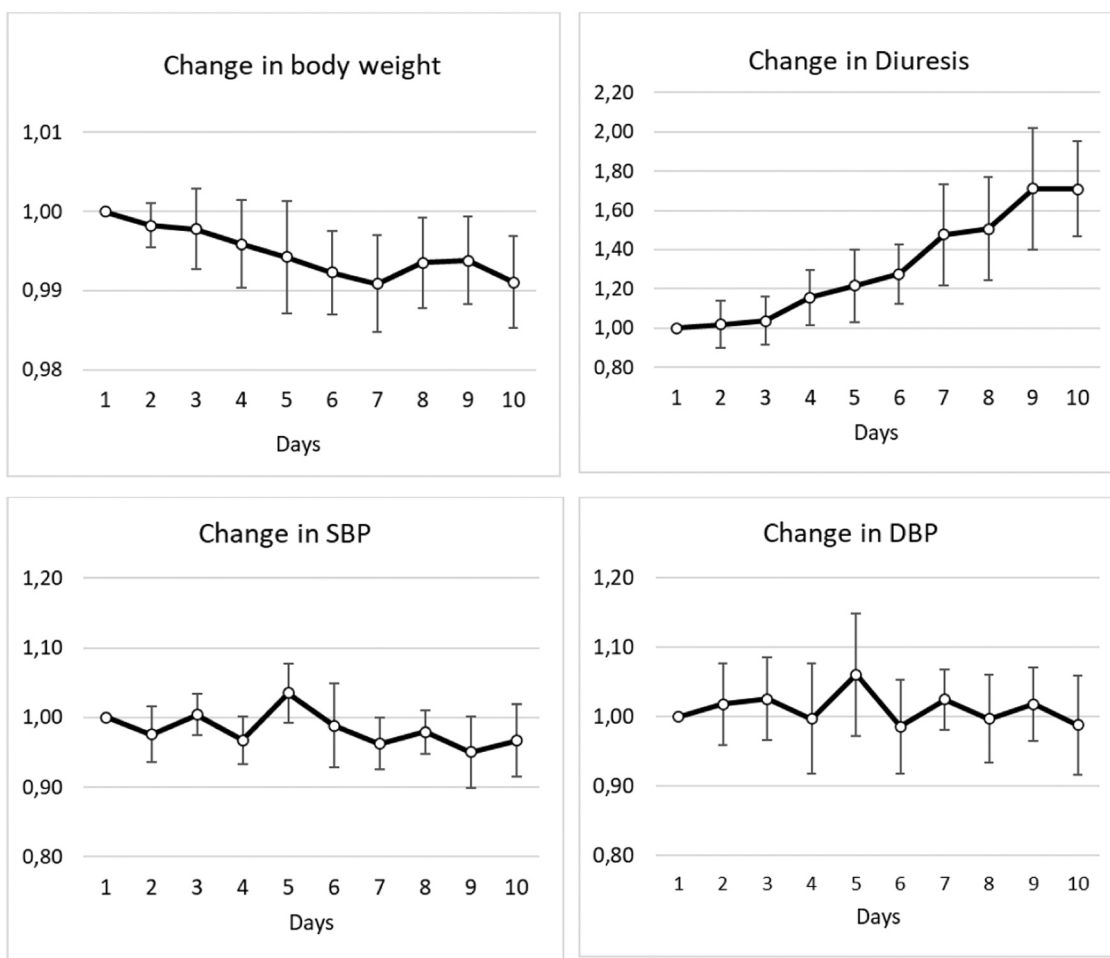 Change in body weight
1,01
1,00
0,99
0,98
1 2 3 4 5 6 7 8 9 10
Days
Change in Diuresis
2,20
2,00
1,80
1,60
1,40
1,20
1,00
0,80
1 2 3 4 5 6 7 8 9 10
Days
Change in SBP
1,20
1,10
1,00
0,90
0,80
1 2 3 4 5 6 7 8 9 10
Days
Change in DBP
1,20
1,10
1,00
0,90
0,80
1 2 3 4 5 6 7 8 9 10
Days